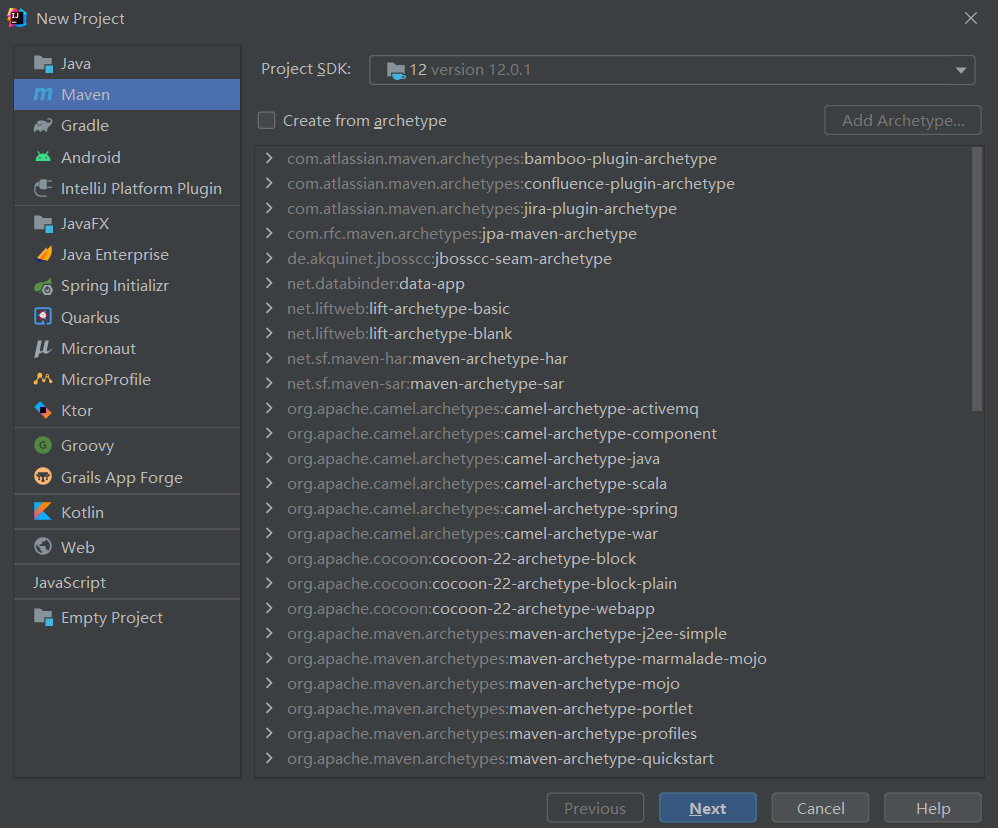 New Project
Java
Maven
Gradle
Android
IntelliJ Platform Plugin
JavaFX
Java Enterprise
Spring Initializr
Quarkus
Micronaut
MicroProfile
Ktor
Groovy
Grails App Forge
Kotlin
Web
JavaScript
Empty Project
Project SDK: 12 version 12.0.1
Create from archetype Add Archetype...
com.atlassian.maven.archetypes:bamboo-plugin-archetype
com.atlassian.maven.archetypes:confluence-plugin-archetype
com.atlassian.maven.archetypes:jira-plugin-archetype
com.rfc.maven.archetypes:jpa-maven-archetype
de.akquinet.jbosscc:jbosscc-seam-archetype
net.databinder:data-app
net.liftweb:lift-archetype-basic
net.liftweb:lift-archetype-blank
net.sf.maven-har:maven-archetype-har
net.sf.maven-sar:maven-archetype-sar
org.apache.camel.archetypes:camel-archetype-activemq
org.apache.camel.archetypes:camel-archetype-component
org.apache.camel.archetypes:camel-archetype-java
org.apache.camel.archetypes:camel-archetype-scala
org.apache.camel.archetypes:camel-archetype-spring
org.apache.camel.archetypes:camel-archetype-war
org.apache.cocoon:cocoon-22-archetype-block
org.apache.cocoon:cocoon-22-archetype-block-plain
org.apache.cocoon:cocoon-22-archetype-webapp
org.apache.maven.archetypes:maven-archetype-j2ee-simple
org.apache.maven.archetypes:maven-archetype-marmalade-mojo
org.apache.maven.archetypes:maven-archetype-mojo
org.apache.maven.archetypes:maven-archetype-portlet
org.apache.maven.archetypes:maven-archetype-profiles
org.apache.maven.archetypes:maven-archetype-quickstart
Previous Next Cancel Help